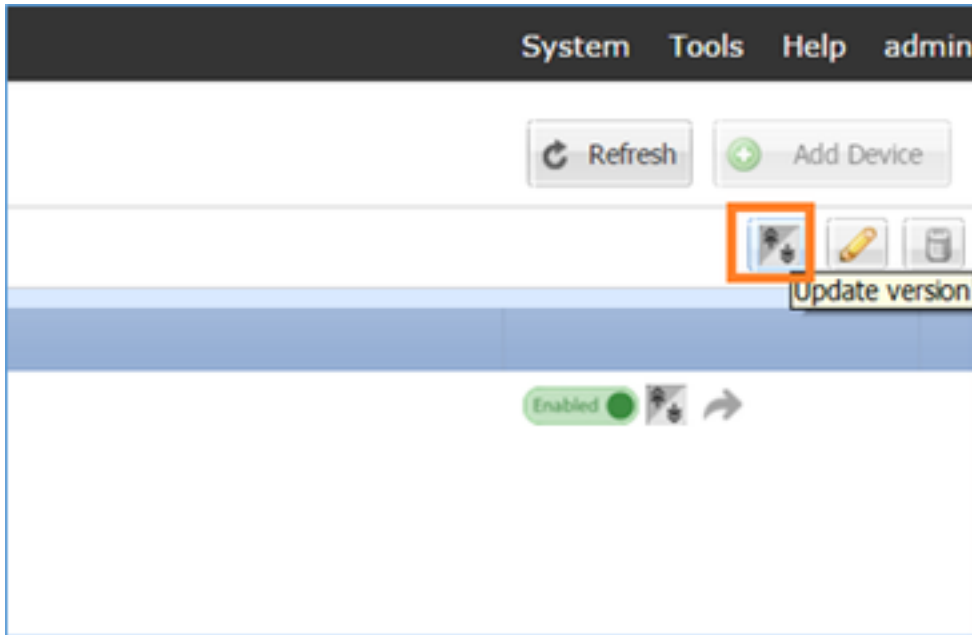 System Tools Help admin
Refresh Add Device
Update version
Enabled